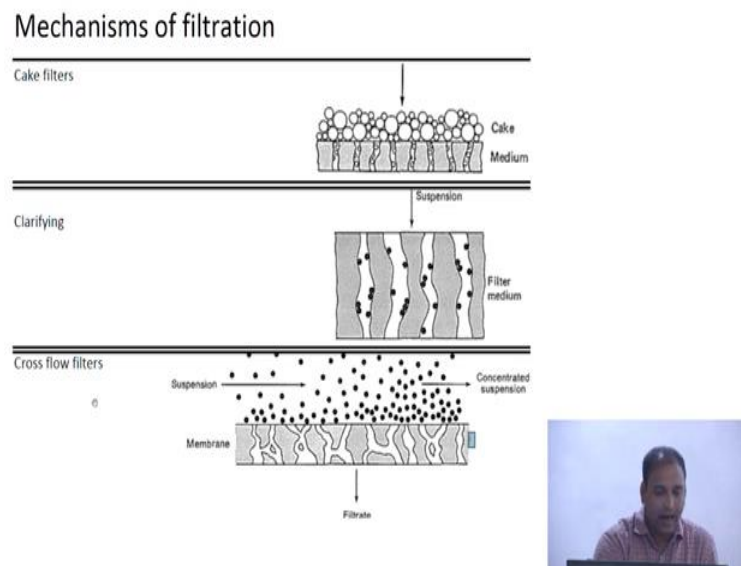 Mechanisms of filtration
Cake filters
Cake
Medium
Suspension
Clarifying
Filter
medium
Cross flow filters
Suspension
Concentrated
suspension
Membrane
Filtrate